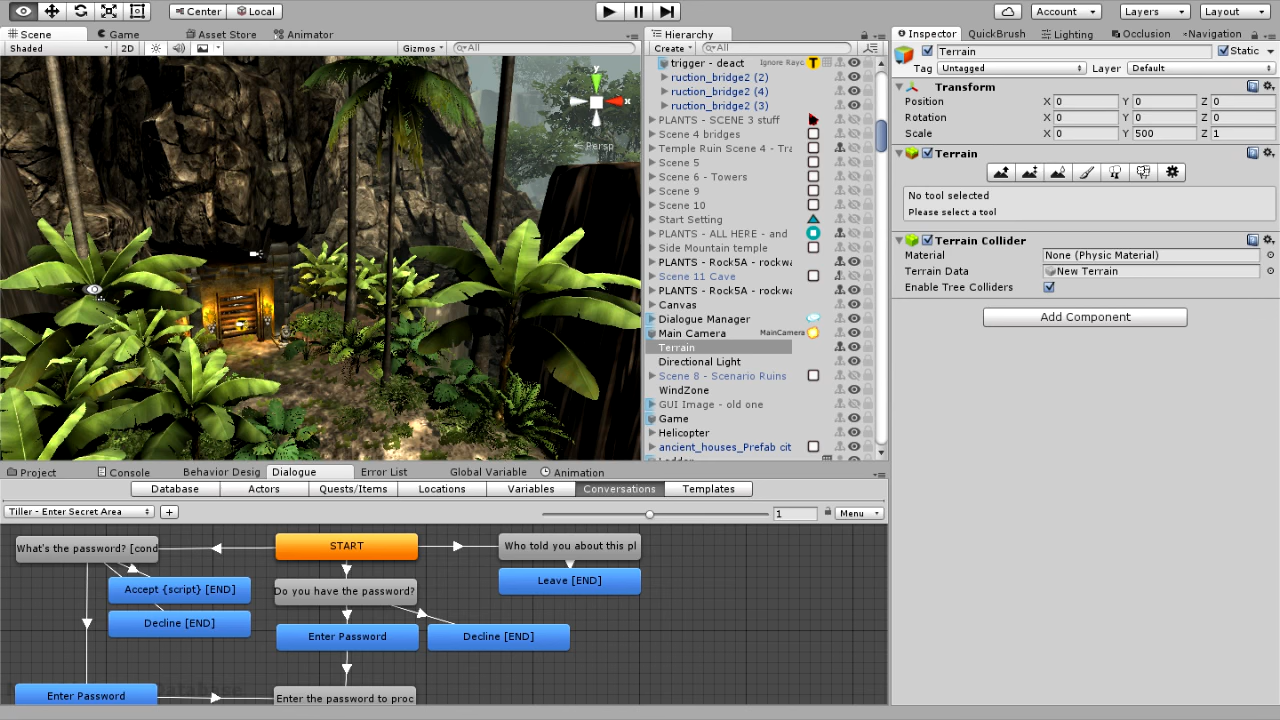 Center
Local
Account
Layers
Layout
Scene
Game
Asset Store
Animator
Shaded
2D
Gizmos
All
y
x
Persp
Hierarchy
Create
All
trigger - deact
Ignore Rayc
T
ruction_bridge2 (2)
ruction_bridge2 (4)
ruction_bridge2 (3)
PLANTS - SCENE 3 stuff
Scene 4 bridges
Temple Ruin Scene 4 - Tra
Scene 5
Scene 6 - Towers
Scene 9
Scene 10
Start Setting
PLANTS - ALL HERE - and
Side Mountain temple
PLANTS - Rock5A - rockwa
Scene 11 Cave
PLANTS - Rock5A - rockwa
Canvas
Dialogue Manager
Main Camera
MainCamera
Terrain
Directional Light
Scene 8 - Scenario Ruins
WindZone
GUI Image - old one
Game
Helicopter
ancient_houses_Prefab cit
Inspector
QuickBrush
Lighting
Occlusion
Navigation
Terrain
Static
Tag
Untagged
Layer
Default
Transform
Position
X 0
Y 0
Z 0
Rotation
X 0
Y 0
Z 0
Scale
X 0
Y 500
Z 1
Terrain
No tool selected
Please select a tool
Terrain Collider
Material
None (Physic Material)
Terrain Data
New Terrain
Enable Tree Colliders
Add Component
Project
Console
Behavior Desig
Dialogue
Error List
Global Variable
Animation
Database
Actors
Quests/Items
Locations
Variables
Conversations
Templates
Tiller - Enter Secret Area
+
1
Menu
What's the password? [cond
START
Who told you about this pl
Accept {script} [END]
Do you have the password?
Leave [END]
Decline [END]
Enter Password
Decline [END]
Enter Password
Enter the password to proc